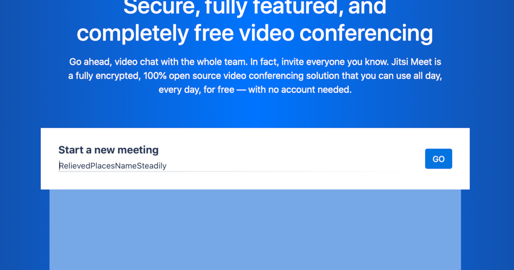 Secure, fully featured, and
completely free video conferencing
Go ahead, video chat with the whole team. In fact, invite everyone you know. Jitsi Meet is
a fully encrypted, 100% open source video conferencing solution that you can use all day,
every day, for free — with no account needed.
Start a new meeting
RelievedPlacesNameSteadily
GO